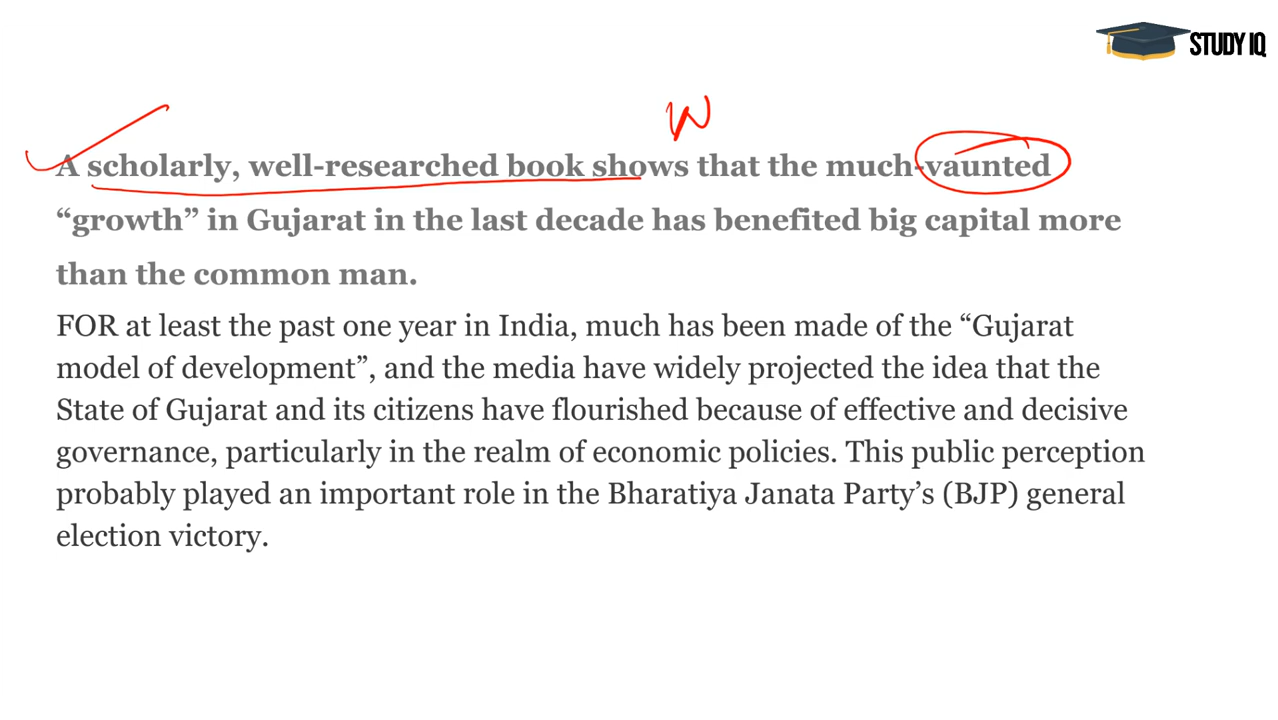 STUDY IQ
W
A scholarly, well-researched book shows that the much-vaunted
“growth” in Gujarat in the last decade has benefited big capital more
than the common man.
FOR at least the past one year in India, much has been made of the “Gujarat
model of development”, and the media have widely projected the idea that the
State of Gujarat and its citizens have flourished because of effective and decisive
governance, particularly in the realm of economic policies. This public perception
probably played an important role in the Bharatiya Janata Party’s (BJP) general
election victory.